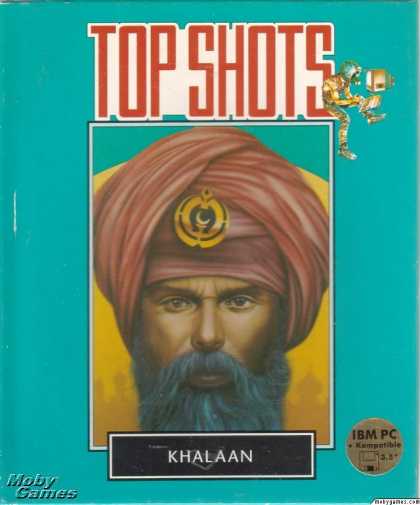 TOP SHOTS
KHALAAN
IBM PC
+ Kompatible
3,5"
Moby
Games
mobygames.com